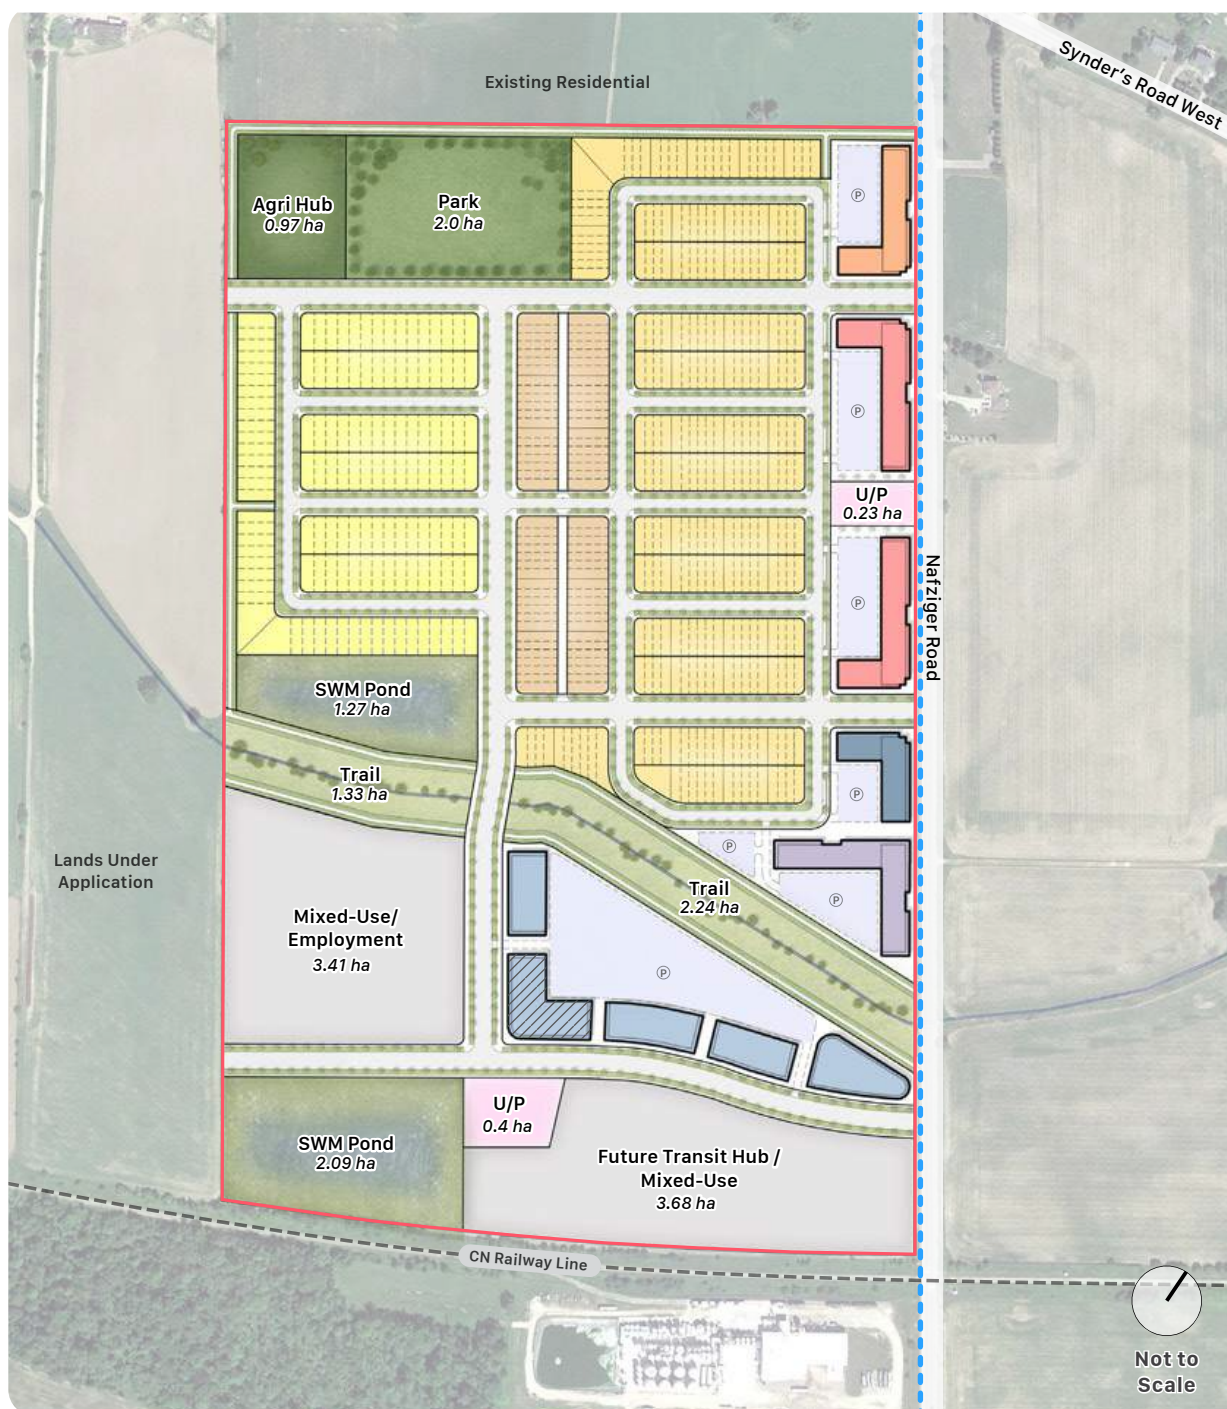 Existing Residential
Synder's Road West
Agri Hub
0.97 ha
Park
2.0 ha
P
P
U/P
0.23 ha
P
Nafziger Road
SWM Pond
1.27 ha
Trail
1.33 ha
P
P
Lands Under
Application
Trail
2.24 ha
P
Mixed-Use/
Employment
3.41 ha
P
U/P
0.4 ha
SWM Pond
2.09 ha
Future Transit Hub /
Mixed-Use
3.68 ha
CN Railway Line
Not to
Scale